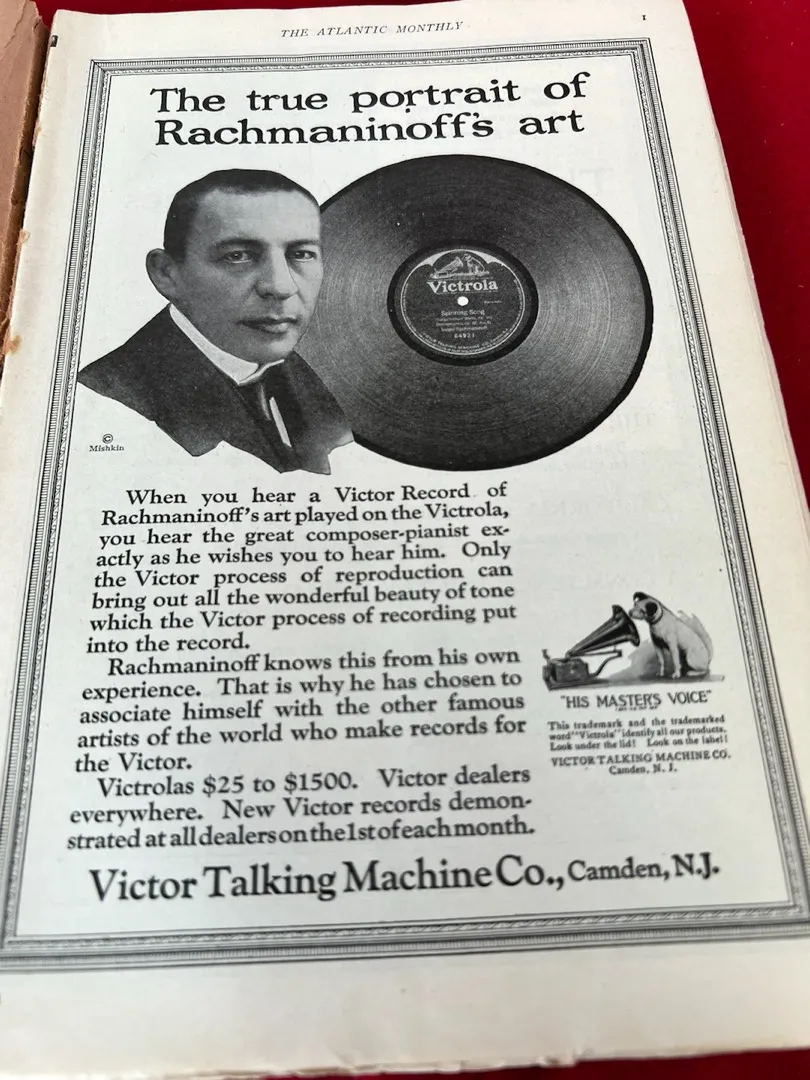 THE ATLANTIC MONTHLY
1
The true portrait of
Rachmaninoff's art
Victrola
Spinning Song
64921
©
Mishkin
When you hear a Victor Record of
Rachmaninoff's art played on the Victrola,
you hear the great composer-pianist ex-
actly as he wishes you to hear him. Only
the Victor process of reproduction can
bring out all the wonderful beauty of tone
which the Victor process of recording put
into the record.
Rachmaninoff knows this from his own
experience. That is why he has chosen to
associate himself with the other famous
artists of the world who make records for
the Victor.
Victrolas $25 to $1500. Victor dealers
everywhere. New Victor records demon-
strated at all dealers on the 1st of each month.
"HIS MASTER'S VOICE"
This trademark and the trademarked
word "Victrola" identify all our products.
Look under the lid! Look on the label!
VICTOR TALKING MACHINE CO.
Camden, N. J.
Victor Talking Machine Co., Camden, N.J.